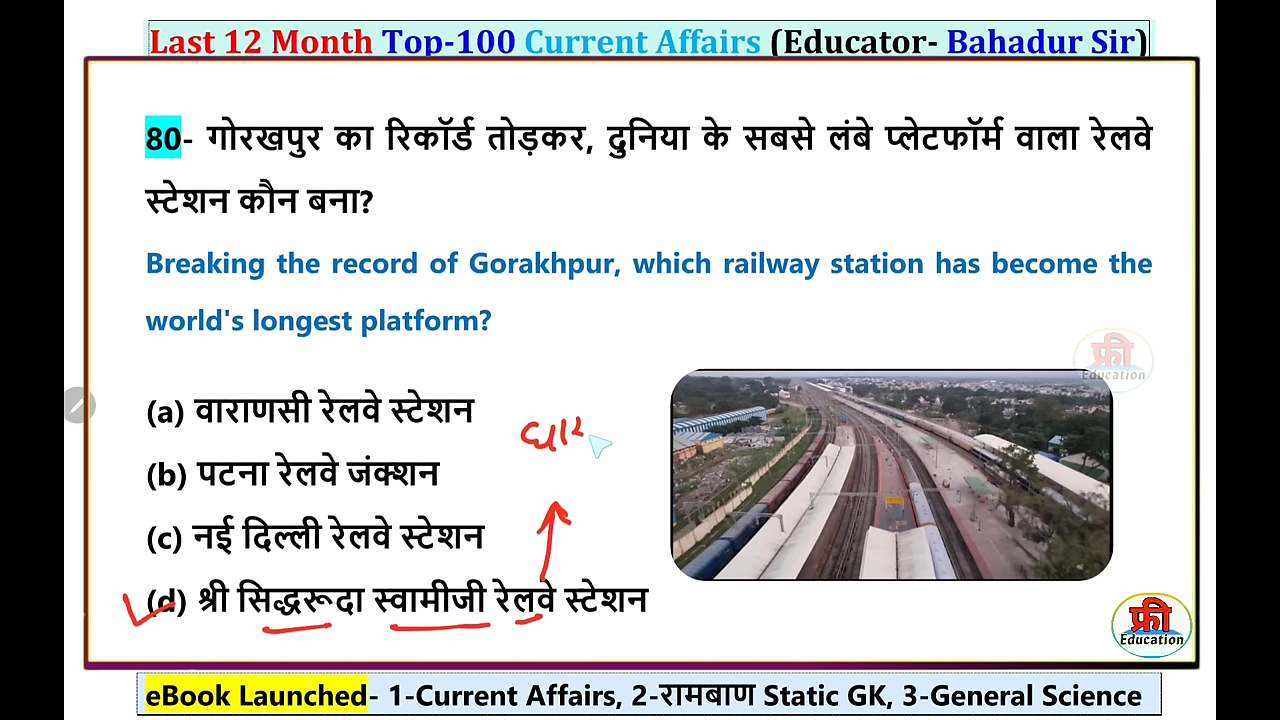 Last 12 Month Top-100 Current Affairs (Educator- Bahadur Sir)
80- गोरखपुर का रिकॉर्ड तोड़कर, दुनिया के सबसे लंबे प्लेटफॉर्म वाला रेलवे
स्टेशन कौन बना?
Breaking the record of Gorakhpur, which railway station has become the
world's longest platform?
फ्री
Education
(a) वाराणसी रेलवे स्टेशन
धार
(b) पटना रेलवे जंक्शन
(c) नई दिल्ली रेलवे स्टेशन
(d) श्री सिद्धरूदा स्वामीजी रेलवे स्टेशन
फ्री
Education
eBook Launched- 1-Current Affairs, 2-रामबाण Static GK, 3-General Science